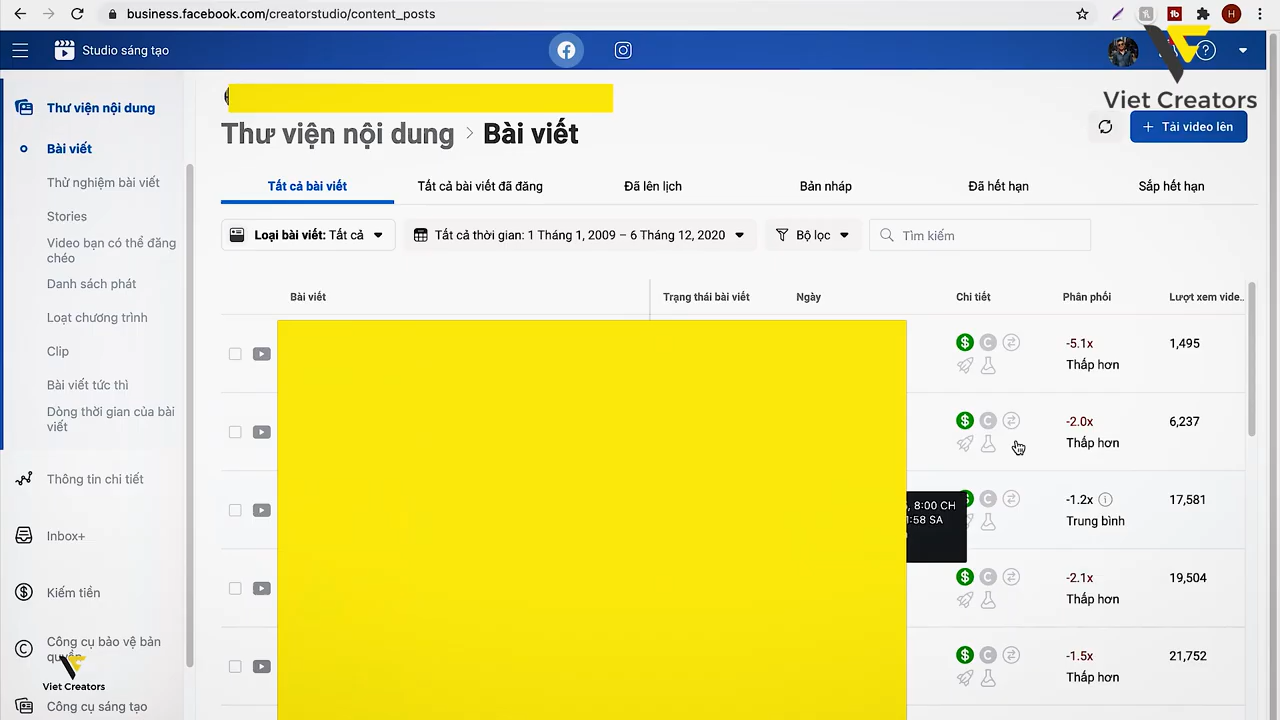 business.facebook.com/creatorstudio/content_posts
Studio sáng tạo
Viet Creators
Thư viện nội dung
Bài viết
Thử nghiệm bài viết
Stories
Video bạn có thể đăng
chéo
Danh sách phát
Loạt chương trình
Clip
Bài viết tức thì
Dòng thời gian của bài
viết
Thông tin chi tiết
Inbox+
Kiếm tiền
Công cụ bảo vệ bản
Viet Creators
Công cụ sáng tạo
Thư viện nội dung > Bài viết
+ Tải video lên
Tất cả bài viết
Tất cả bài viết đã đăng
Đã lên lịch
Bản nháp
Đã hết hạn
Sắp hết hạn
Loại bài viết: Tất cả
Tất cả thời gian: 1 Tháng 1, 2009 – 6 Tháng 12, 2020
Bộ lọc
Tìm kiếm
Bài viết Trạng thái bài viết Ngày Chi tiết Phân phối Lượt xem vide..
-5.1x 1,495
Thấp hơn
-2.0x 6,237
Thấp hơn
, 8:00 CH
:58 SA
-1.2x 17,581
Trung bình
-2.1x 19,504
Thấp hơn
-1.5x 21,752
Thấp hơn